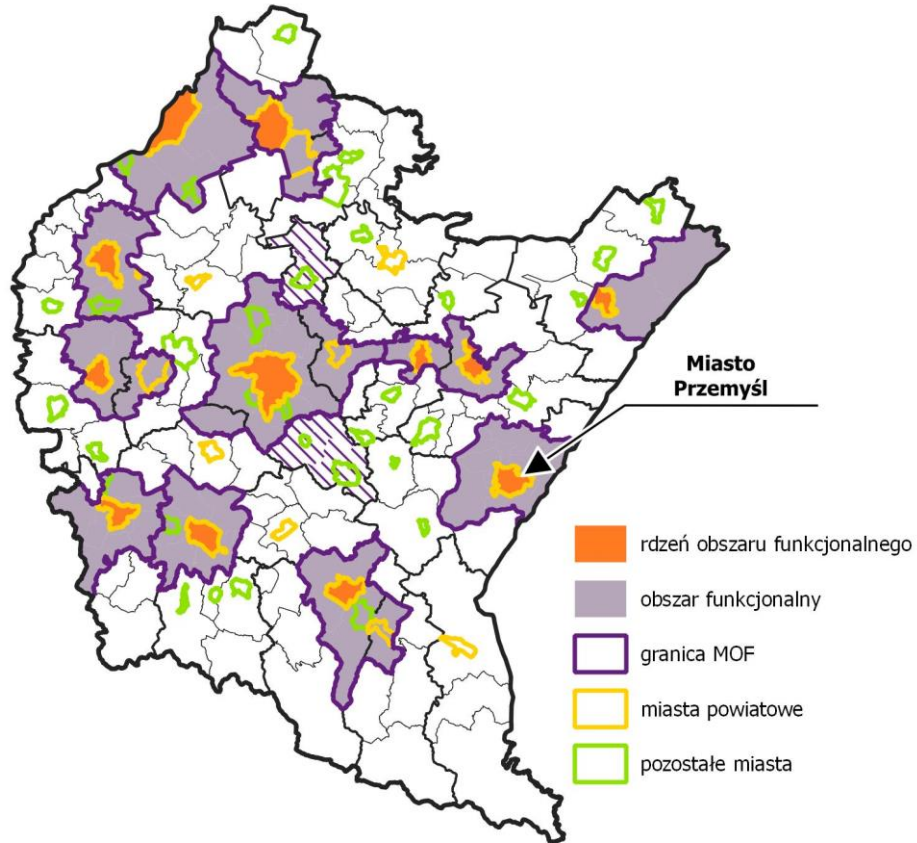 Miasto
Przemyśl
rdzeń obszaru funkcjonalnego
obszar funkcjonalny
granica MOF
miasta powiatowe
pozostałe miasta